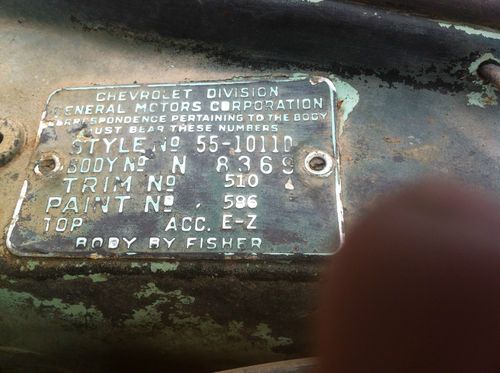 CHEVROLET DIVISION
GENERAL MOTORS CORPORATION
CORRESPONDENCE PERTAINING TO THE BODY
MUST BEAR THESE NUMBERS
STYLE NO 55-1011D
BODY NO N 8369
TRIM NO 510
PAINT NO 586
TOP ACC. E-Z
BODY BY FISHER